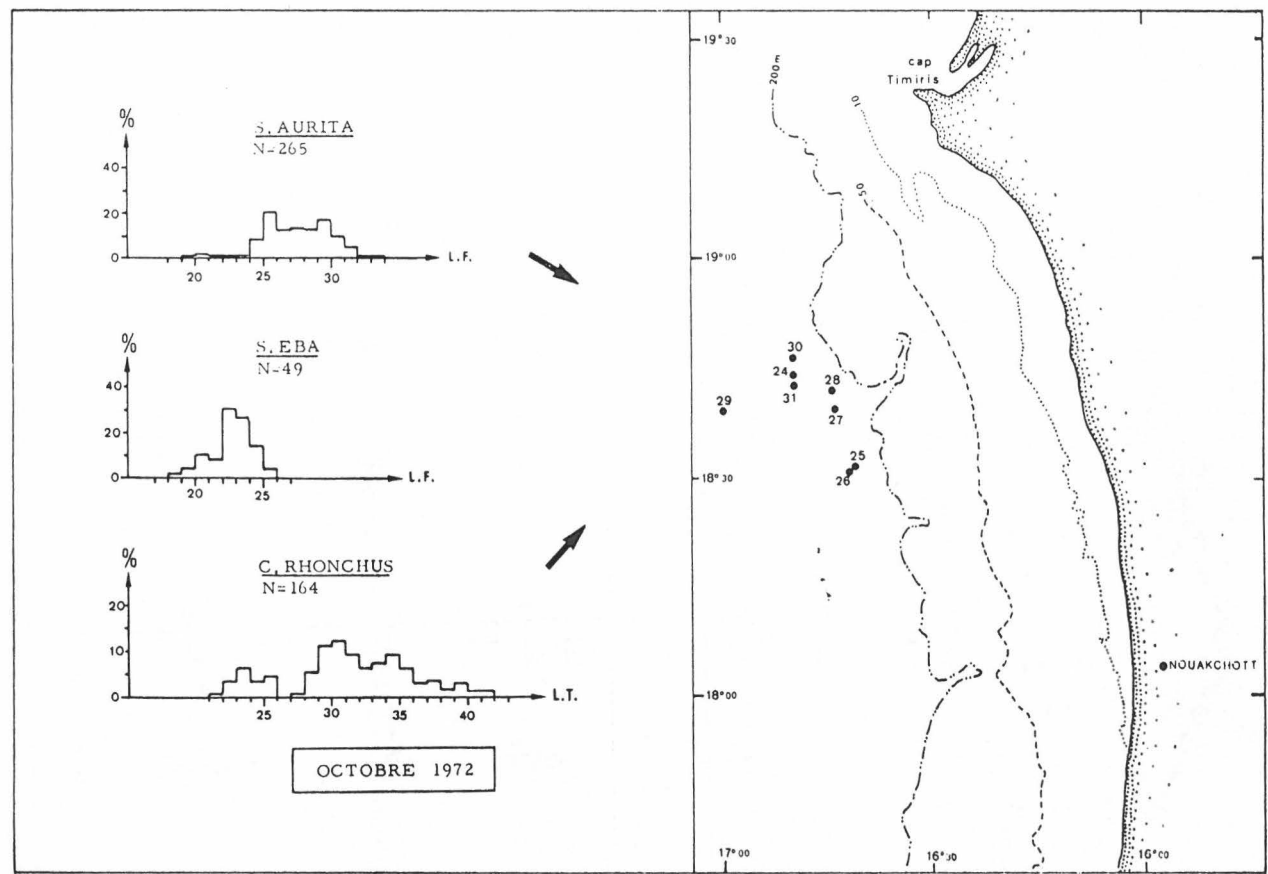 %
S. AURITA
N=265
40
20
0
20 25 30
L.F.
%
S. EBA
N=49
40
20
0
20 25
L.F.
%
C. RHONCHUS
N=164
20
10
0
25 30 35 40
L.T.
OCTOBRE 1972
19°30
cap
Timiris
200E
10
50
19°00
30
24
31
28
27
29
25
26
18°30
NOUAKCHOTT
18°00
17°00 16°30 16°00